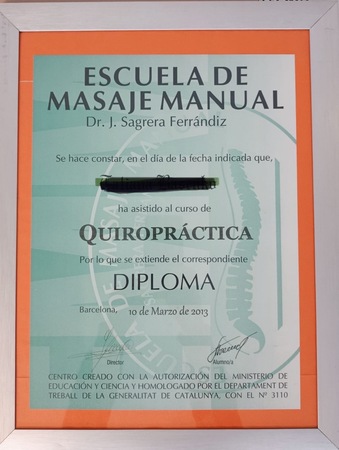 ESCUELA DE
MASAJE MANUAL
Dr. J. Sagrera Ferrándiz
Se hace constar, en el día de la fecha indicada que,
ha asistido al curso de
QUIROPRÁCTICA
Por lo que se extiende el correspondiente
DIPLOMA
Barcelona, 10 de Marzo de 2013
Director
Alumno/a
CENTRO CREADO CON LA AUTORIZACIÓN DEL MINISTERIO DE
EDUCACIÓN Y CIENCIA Y HOMOLOGADO POR EL DEPARTAMENT DE
TREBALL DE LA GENERALITAT DE CATALUNYA, CON EL Nº 3110